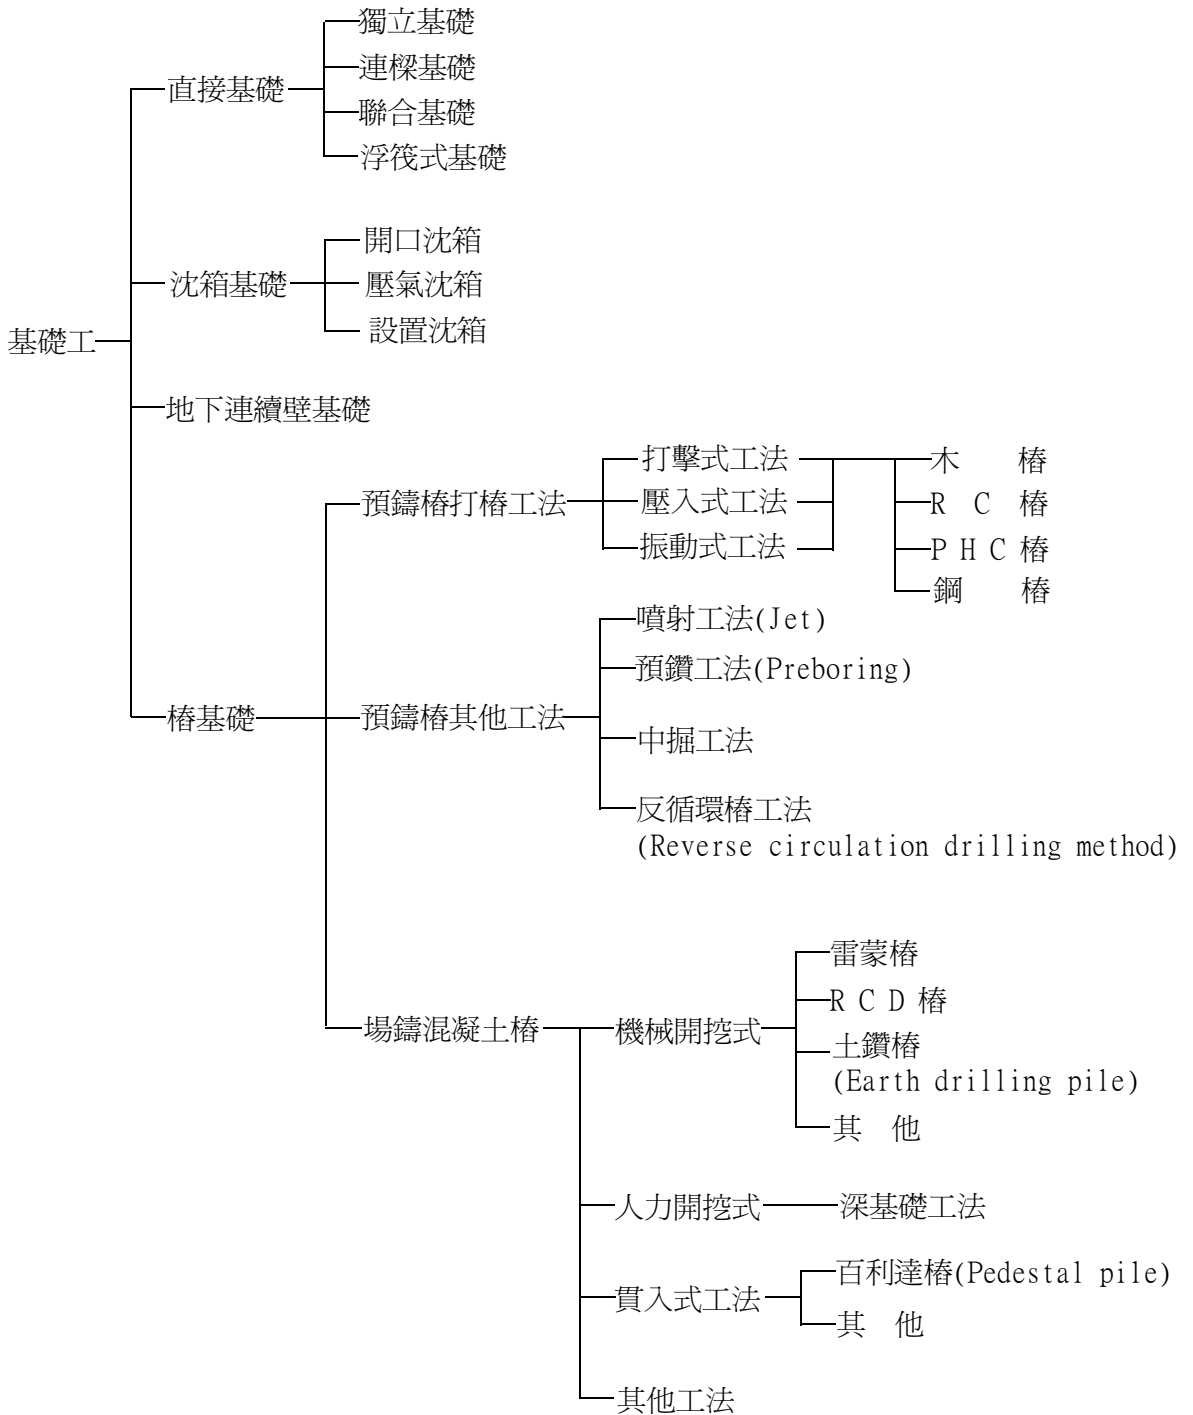 獨立基礎
連樑基礎
直接基礎
聯合基礎
浮筏式基礎
開口沈箱
沈箱基礎
壓氣沈箱
設置沈箱
基礎工
地下連續壁基礎
打擊式工法
木 樁
預鑄樁打樁工法
壓入式工法
R C 樁
振動式工法
P H C 樁
鋼 樁
噴射工法(Jet)
預鑽工法(Preboring)
樁基礎
預鑄樁其他工法
中掘工法
反循環樁工法
(Reverse circulation drilling method)
雷蒙樁
R C D 樁
場鑄混凝土樁
機械開挖式
土鑽樁
(Earth drilling pile)
其 他
人力開挖式
深基礎工法
百利達樁(Pedestal pile)
貫入式工法
其 他
其他工法